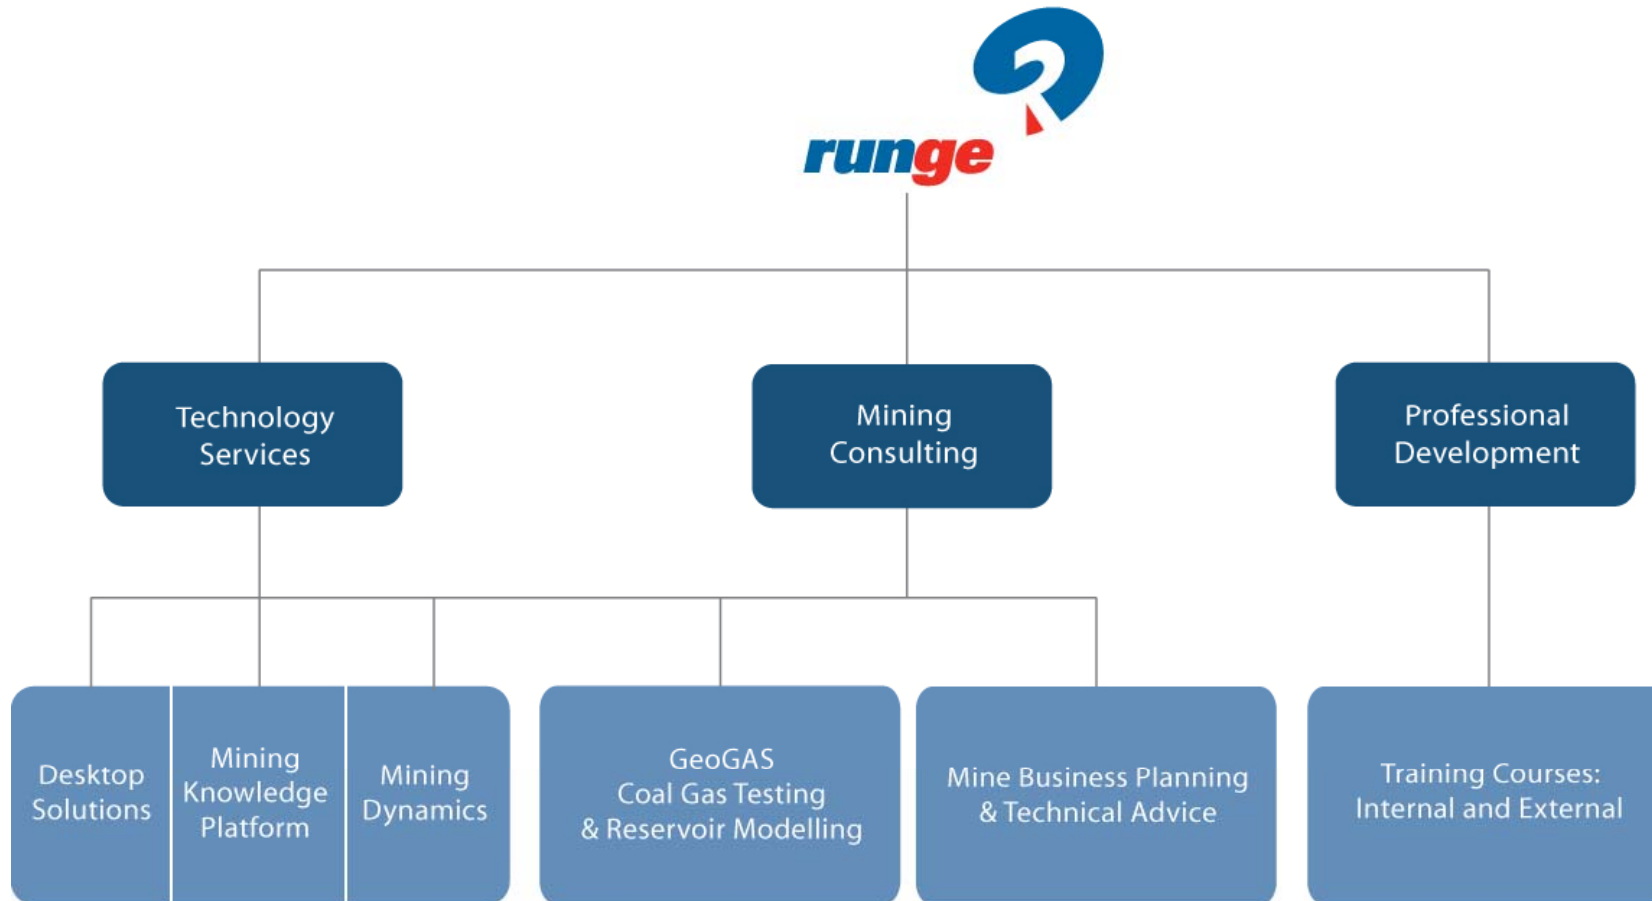 runge
Technology
Services
Mining
Consulting
Professional
Development
Desktop
Solutions
Mining
Knowledge
Platform
Mining
Dynamics
GeoGAS
Coal Gas Testing
& Reservoir Modelling
Mine Business Planning
& Technical Advice
Training Courses:
Internal and External